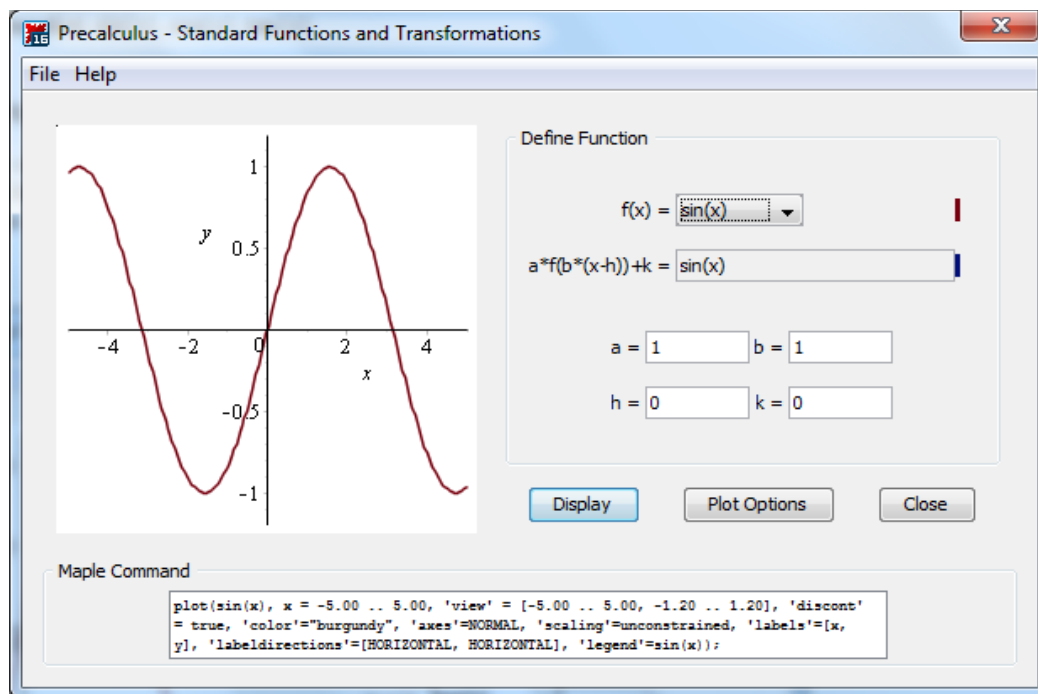 Precalculus - Standard Functions and Transformations
File Help
1
y
0.5
-4 -2 0 2 4
x
-0.5
-1
Define Function
f(x) = sin(x)
a*f(b*(x-h))+k = sin(x)
a = 1 b = 1
h = 0 k = 0
Display Plot Options Close
Maple Command
plot(sin(x), x = -5.00 .. 5.00, 'view' = [-5.00 .. 5.00, -1.20 .. 1.20], 'discont'
= true, 'color'="burgundy", 'axes'=NORMAL, 'scaling'=unconstrained, 'labels'=[x,
y], 'labeldirections'=[HORIZONTAL, HORIZONTAL], 'legend'=sin(x));